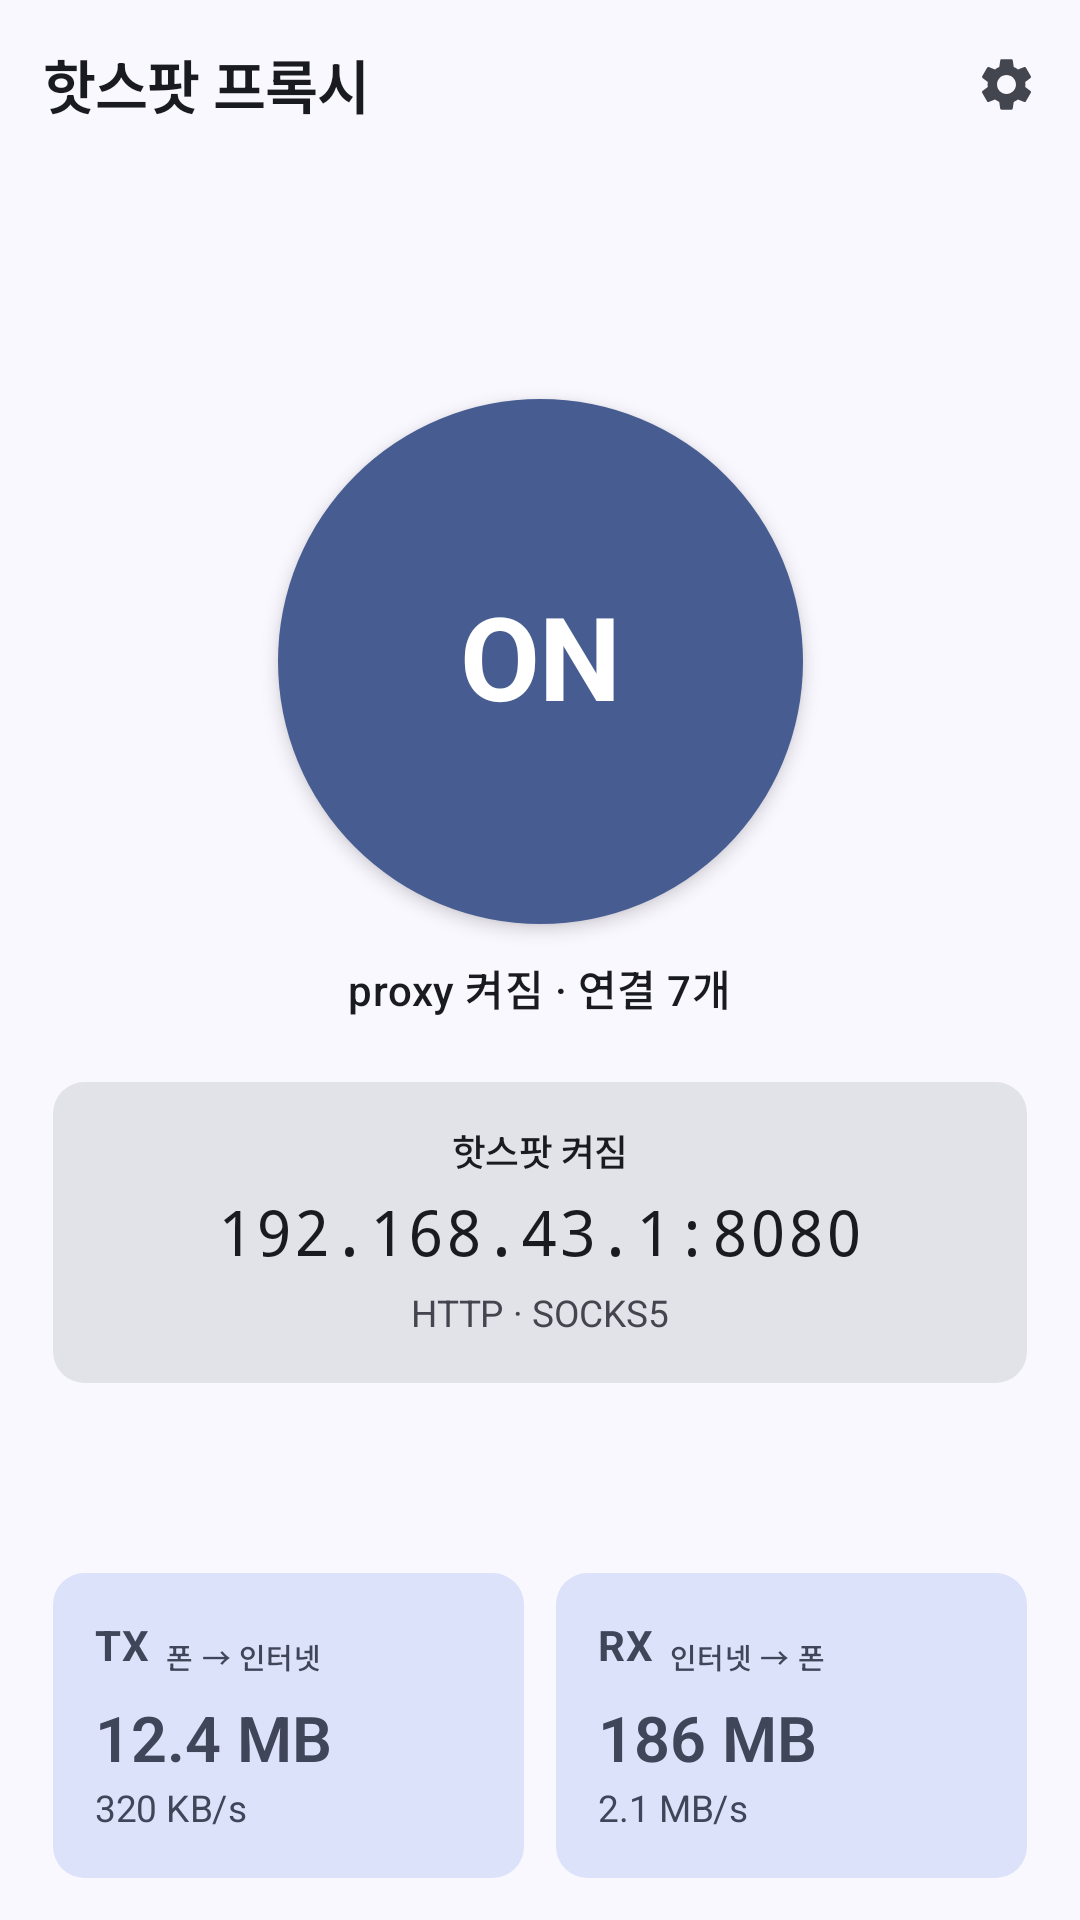 핫스팟 프록시
ON
proxy 켜짐 · 연결 7개
핫스팟 켜짐
192.168.43.1:8080
HTTP · SOCKS5
TX 폰 → 인터넷
12.4 MB
320 KB/s
RX 인터넷 → 폰
186 MB
2.1 MB/s